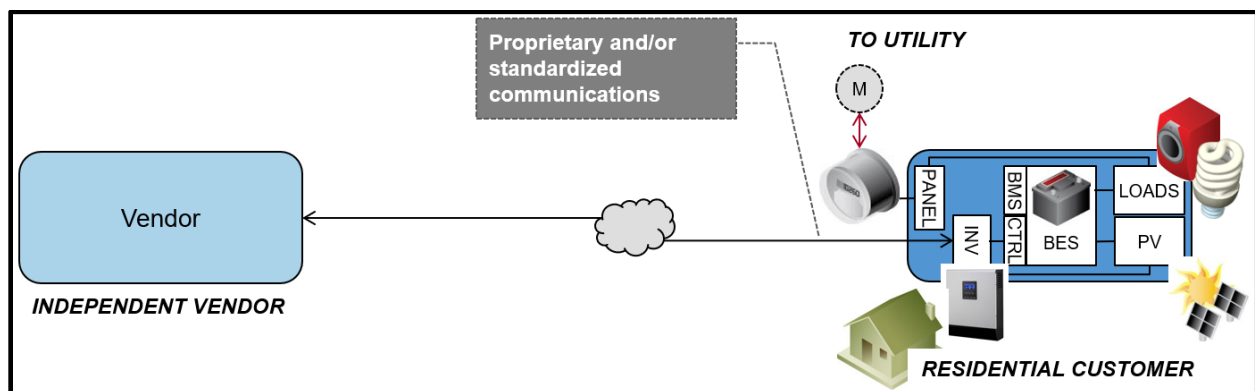 Proprietary and/or
standardized
communications
TO UTILITY
M
Vendor
INDEPENDENT VENDOR
PANEL
INV
BMS
CTRL
BES
LOADS
PV
RESIDENTIAL CUSTOMER